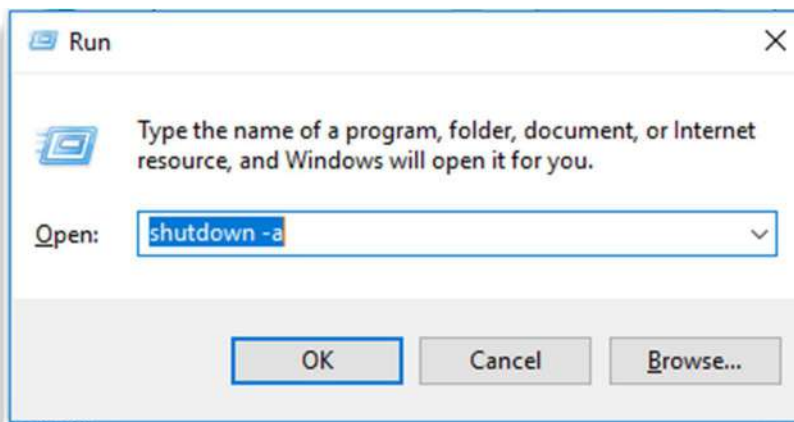 Run
Type the name of a program, folder, document, or Internet
resource, and Windows will open it for you.
Open: shutdown -a
OK Cancel Browse...